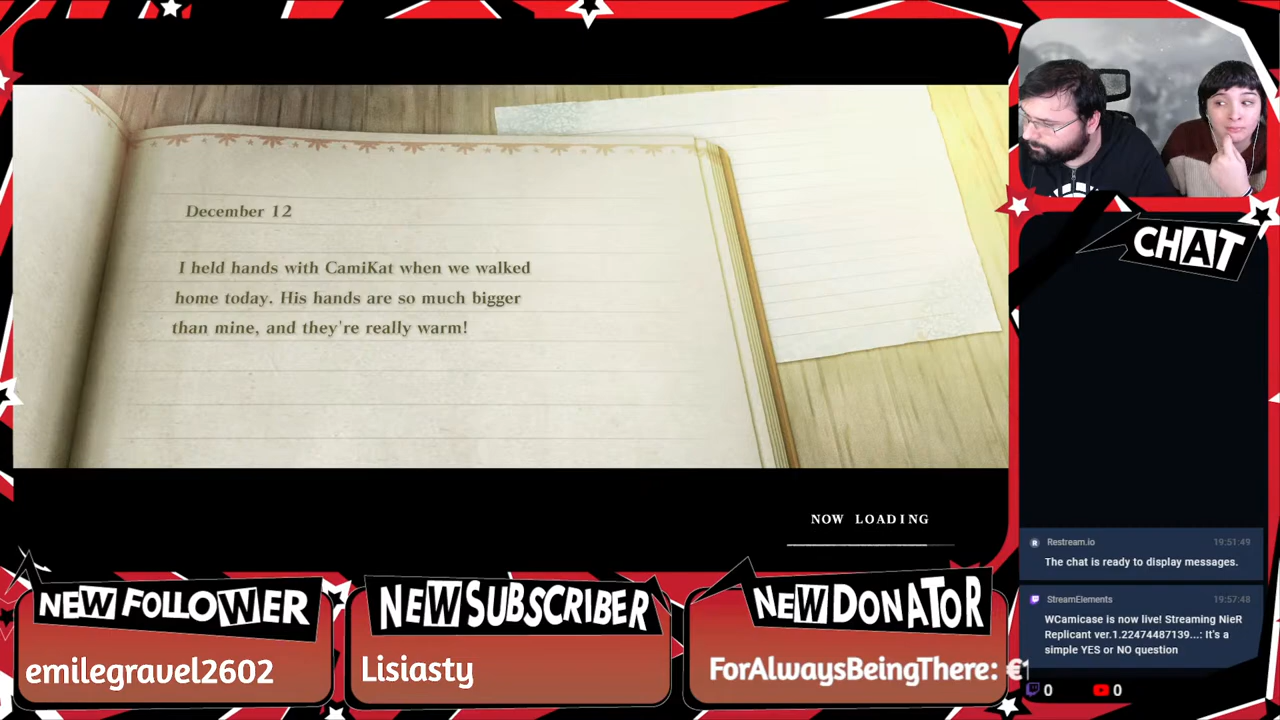 December 12
I held hands with CamiKat when we walked
home today. His hands are so much bigger
than mine, and they're really warm!
NOW LOADING
CHAT
Restream.io 19:51:49
The chat is ready to display messages.
StreamElements 19:57:48
WCamicase is now live! Streaming NieR
Replicant ver.1.22474487139...: It's a
simple YES or NO question
0 0
NEW FOLLOWER
emilegravel2602
NEW SUBSCRIBER
Lisiasty
NEW DONATOR
ForAlwaysBeingThere: €1